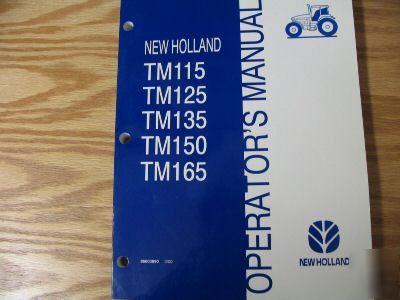 NEW HOLLAND
TM115
TM125
TM135
TM150
TM165
OPERATOR'S MANUAL
NEW HOLLAND